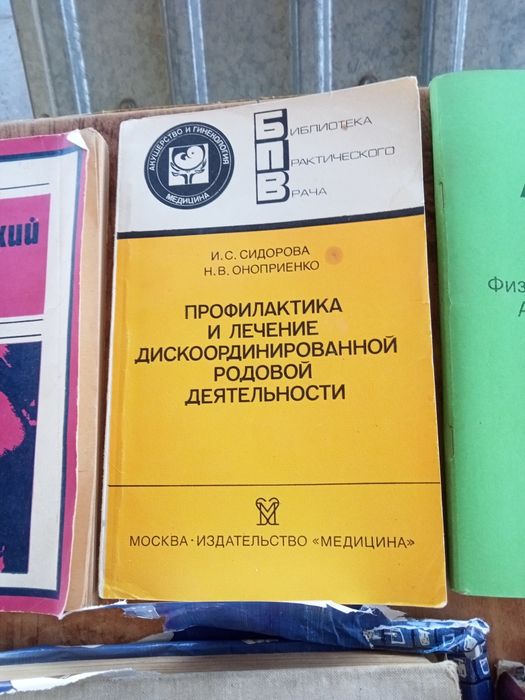 АКУШЕРСТВО И ГИНЕКОЛОГИЯ
МЕДИЦИНА
БИБЛИОТЕКА
ПРАКТИЧЕСКОГО
ВРАЧА
И. С. СИДОРОВА
Н. В. ОНОПРИЕНКО
ПРОФИЛАКТИКА
И ЛЕЧЕНИЕ
ДИСКООРДИНИРОВАННОЙ
РОДОВОЙ
ДЕЯТЕЛЬНОСТИ
МОСКВА · ИЗДАТЕЛЬСТВО «МЕДИЦИНА»